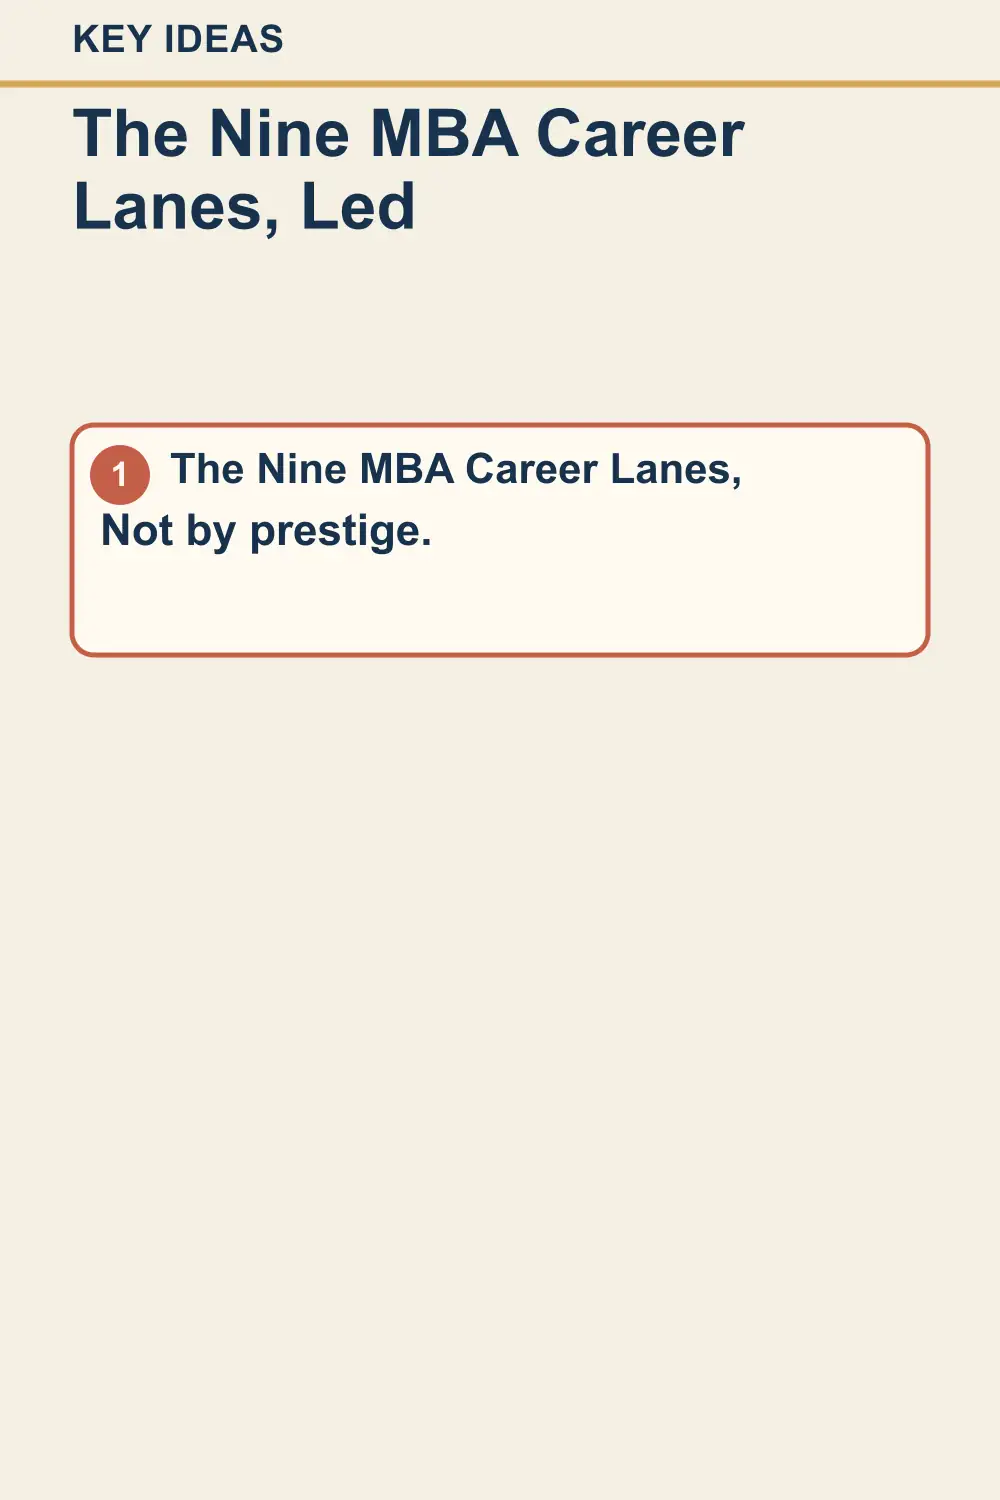 KEY IDEAS
The Nine MBA Career
Lanes, Led
1 The Nine MBA Career Lanes,
Not by prestige.